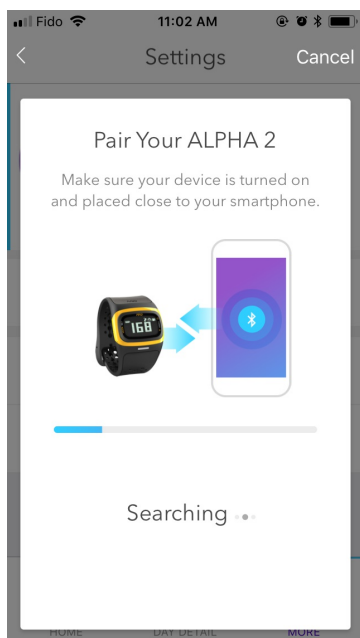 Fido 11:02 AM
Settings Cancel
Pair Your ALPHA 2
Make sure your device is turned on
and placed close to your smartphone.
168
Searching
HOME DAY DETAIL MORE